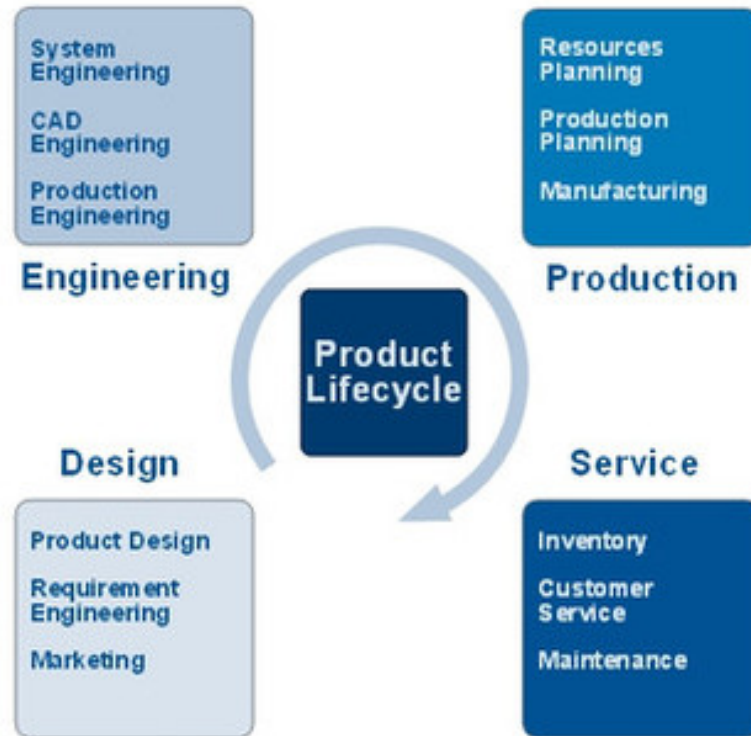 System
Engineering
CAD
Engineering
Production
Engineering
Engineering
Resources
Planning
Production
Planning
Manufacturing
Production
Product
Lifecycle
Design
Product Design
Requirement
Engineering
Marketing
Service
Inventory
Customer
Service
Maintenance